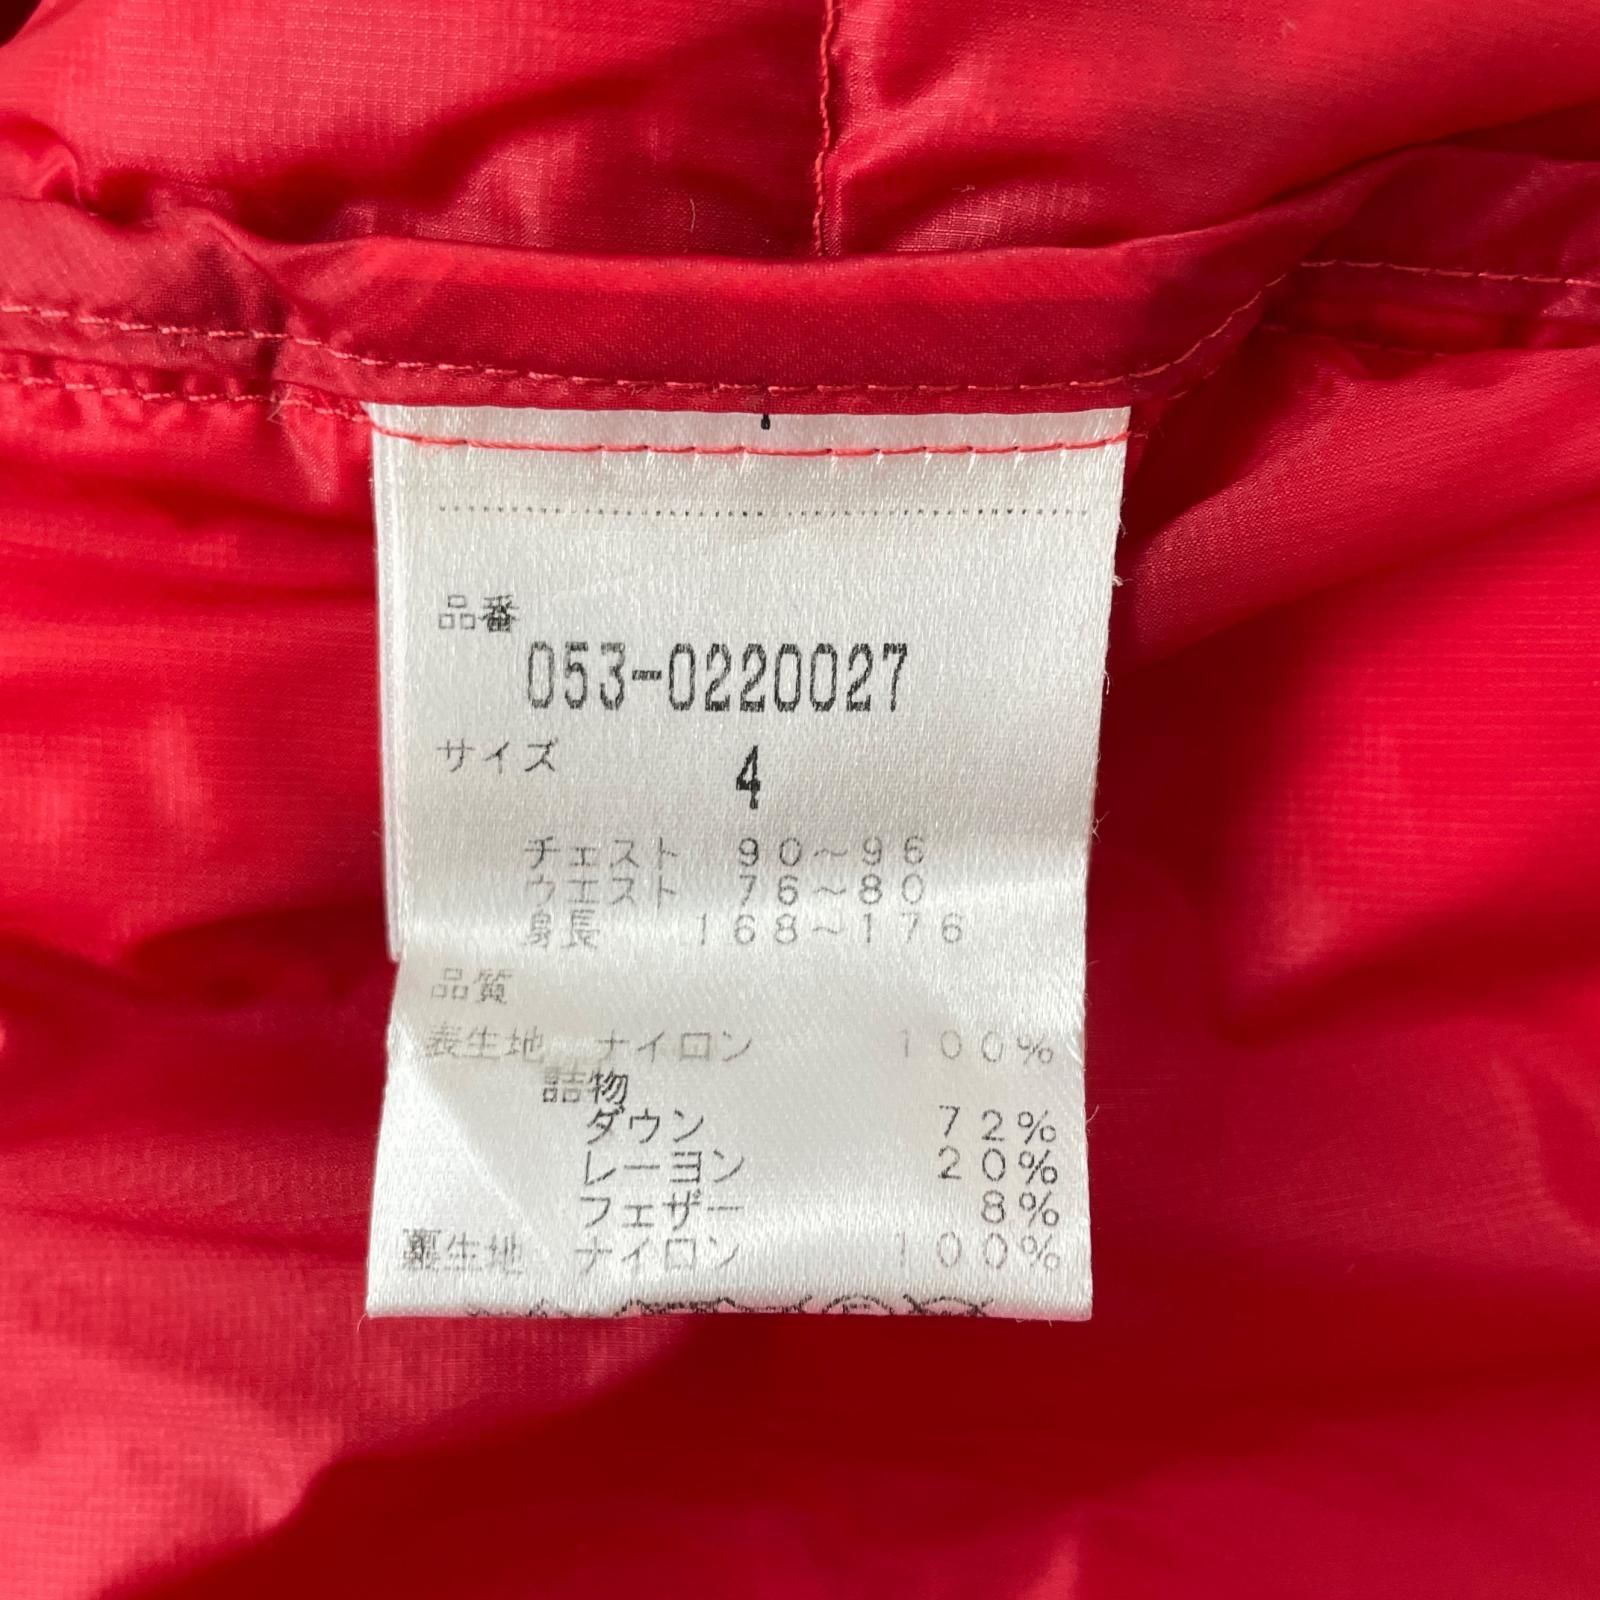 品番
053-0220027
サイズ 4
チェスト 90～96
ウエスト 76～80
身長 168～176
品質
表生地 ナイロン 100%
詰物
ダウン 72%
レーヨン 20%
フェザー 8%
裏生地 ナイロン 100%